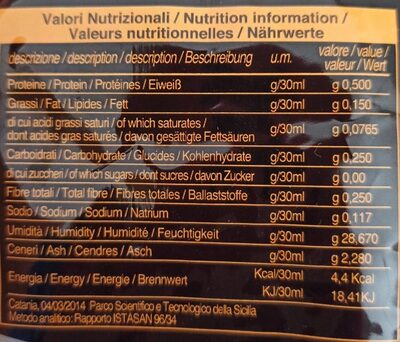 Valori Nutrizionali / Nutrition information /
Valeurs nutritionnelles / Nährwerte
descrizione / description / description / Beschreibung u.m. valore / value / valeur / Wert
Proteine / Protein / Protéines / Eiweiß g/30ml g 0,500
Grassi / Fat / Lipides / Fett g/30ml g 0,150
di cui acidi grassi saturi / of which saturates /
dont acides gras saturés / davon gesättigte Fettsäuren g/30ml g 0,0765
Carboidrati / Carbohydrate / Glucides / Kohlenhydrate g/30ml g 0,250
di cui zuccheri / of which sugars / dont sucres / davon Zucker g/30ml g 0,00
Fibre totali / Total fibre / Fibres totales / Ballaststoffe g/30ml g 0,250
Sodio / Sodium / Sodium / Natrium g/30ml g 0,117
Umidità / Humidity / Humidité / Feuchtigkeit g/30ml g 28,670
Ceneri / Ash / Cendres / Asch g/30ml g 2,280
Energia / Energy / Energie / Brennwert Kcal/30ml 4,4 Kcal
KJ/30ml 18,41KJ
Catania, 04/03/2014 Parco Scientifico e Tecnologico della Sicilia
Metodo analitico: Rapporto ISTASAN 96/34